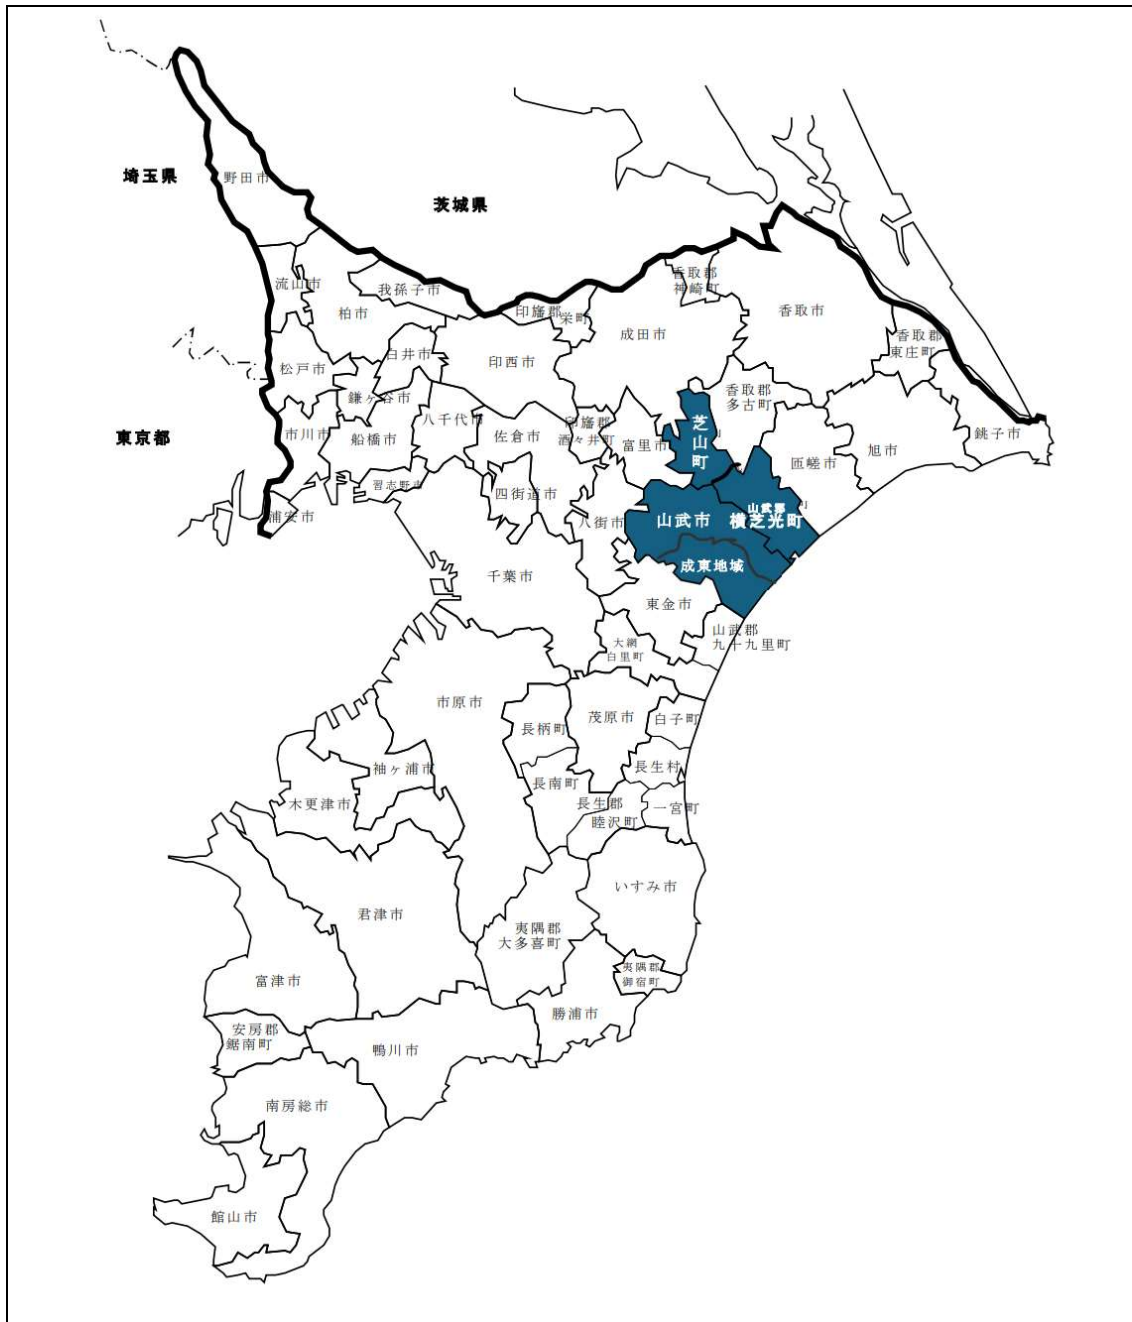 埼玉県
野田市
茨城県
流山市
我孫子市
柏市
印旛郡
栄町
成田市
香取郡
神崎町
香取市
香取郡
東庄町
松戸市
白井市
印西市
鎌ヶ谷市
八千代市
香取郡
多古町
東京都
市川市
船橋市
佐倉市
印旛郡
酒々井町
富里市
芝山町
匝瑳市
旭市
銚子市
習志野市
四街道市
浦安市
八街市
山武市
山武郡
横芝光町
千葉市
成東地域
東金市
山武郡
九十九里町
大網
白里町
市原市
長柄町
茂原市
白子町
袖ヶ浦市
長南町
長生村
木更津市
長生郡
睦沢町
一宮町
君津市
いすみ市
夷隅郡
大多喜町
富津市
夷隅郡
御宿町
勝浦市
安房郡
鋸南町
鴨川市
南房総市
館山市